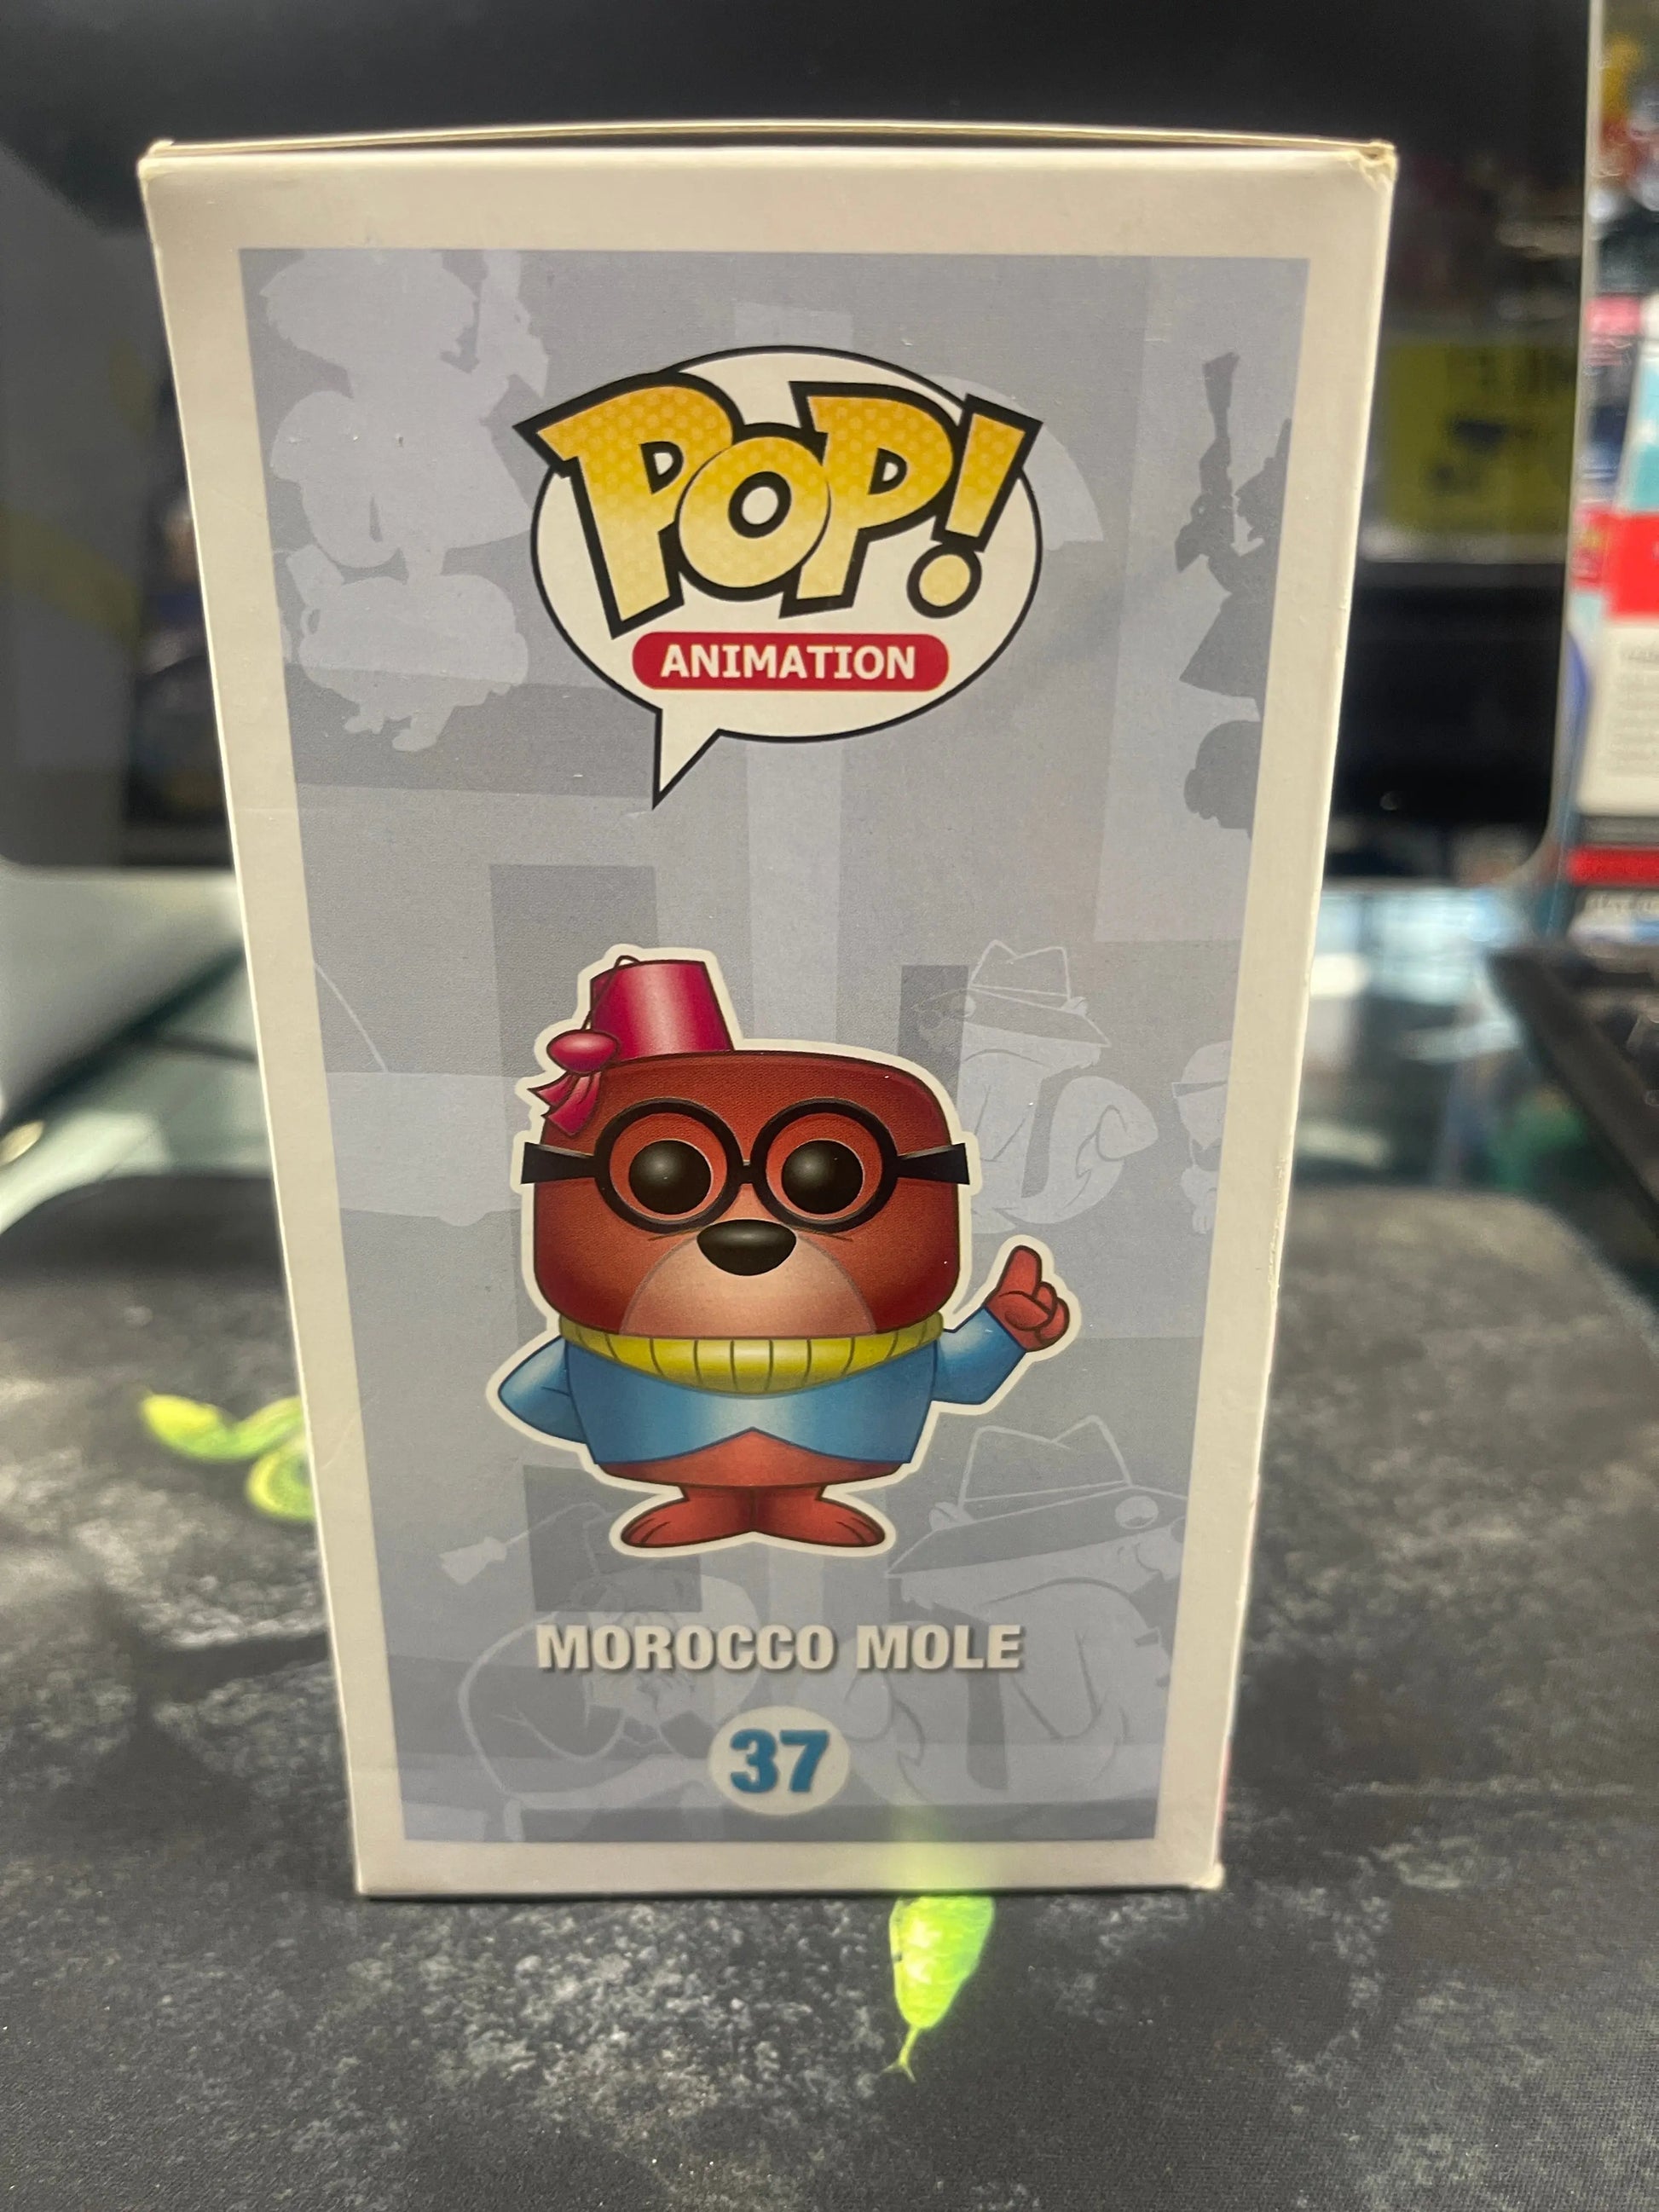 POP!
ANIMATION
MOROCCO MOLE
37